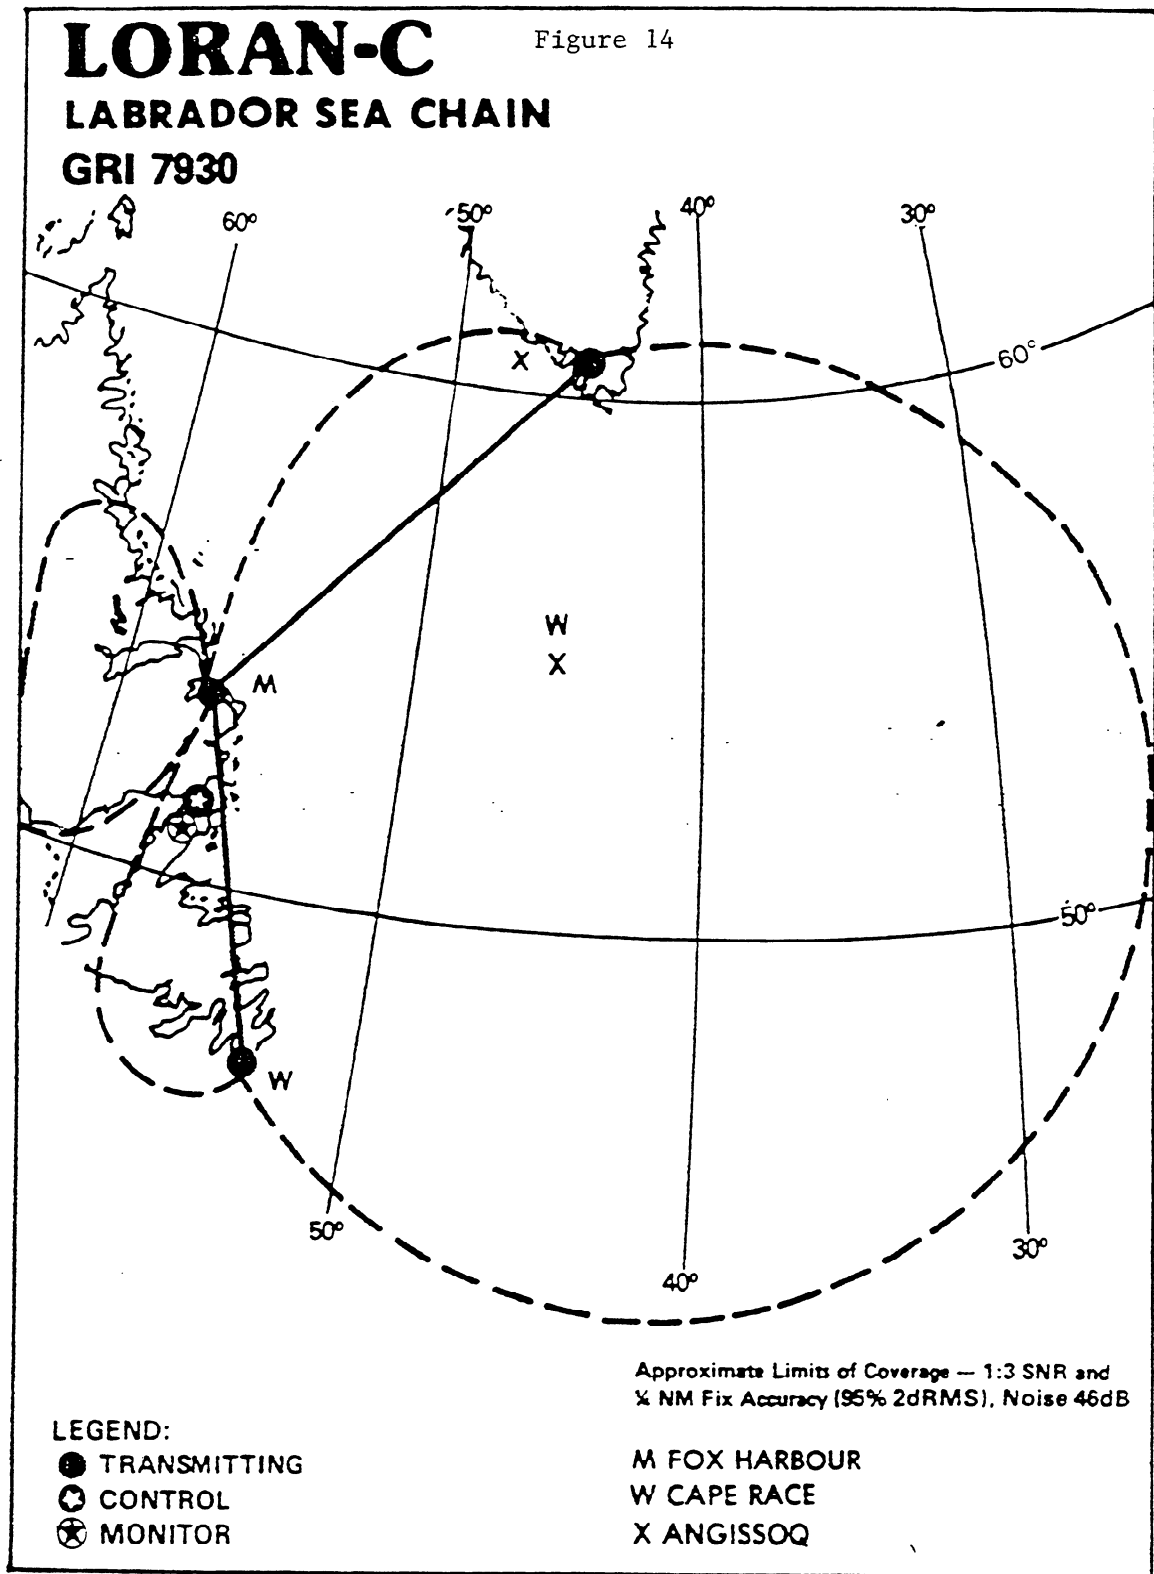 LORAN-C
Figure 14
LABRADOR SEA CHAIN
GRI 7930
60°
50°
40°
30°
60°
X
W
X
M
50°
W
50°
40°
30°
Approximate Limits of Coverage — 1:3 SNR and
¼ NM Fix Accuracy (95% 2dRMS), Noise 46dB
LEGEND:
TRANSMITTING
CONTROL
MONITOR
M FOX HARBOUR
W CAPE RACE
X ANGISSOQ